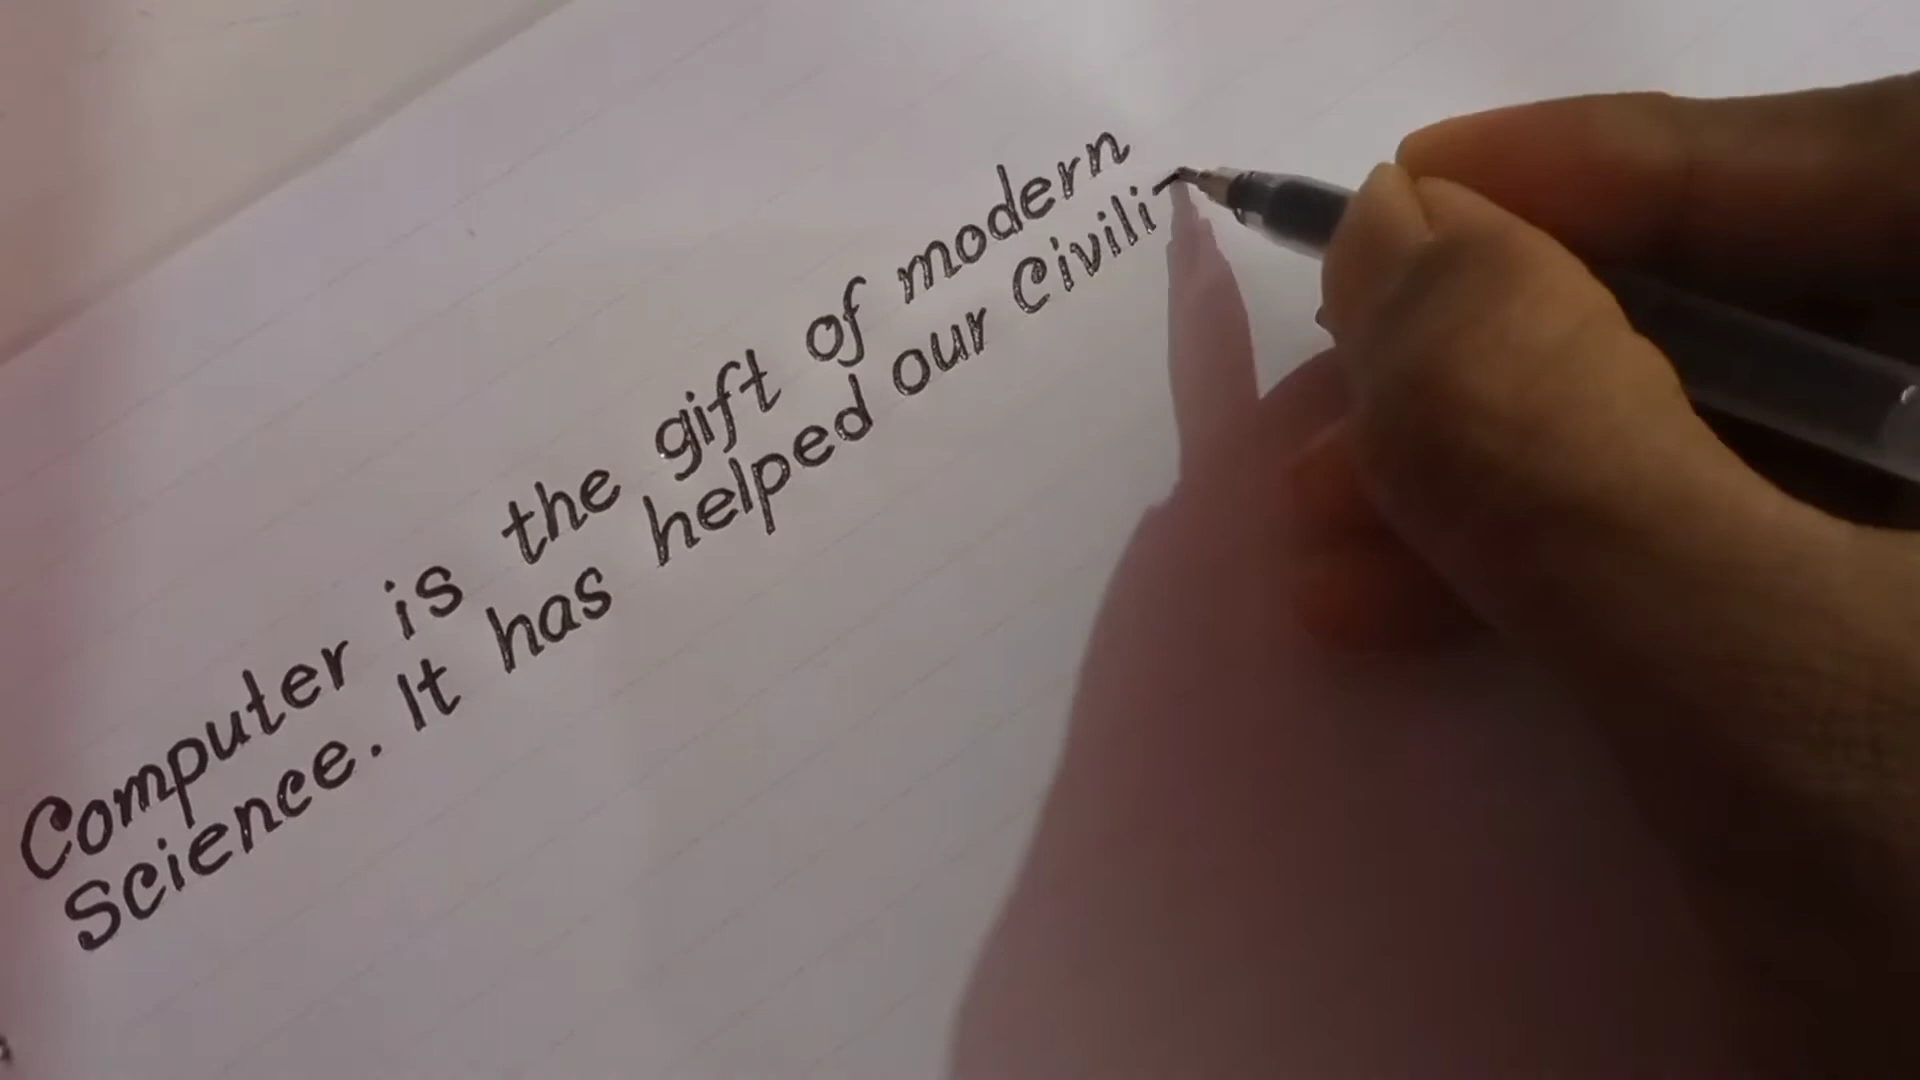 Computer is the gift of modern
Science. It has helped our Civili